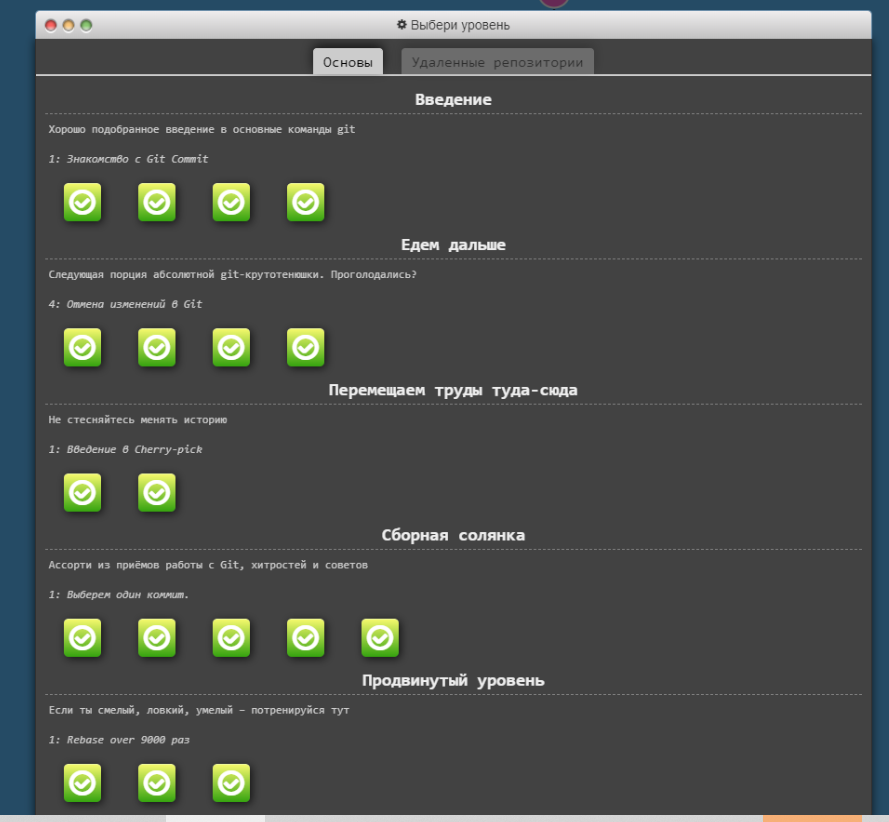 Выбери уровень
Основы
Удаленные репозитории
Введение
Хорошо подобранное введение в основные команды git
1: Знакомство с Git Commit
Едем дальше
Следующая порция абсолютной git-крутотенюшки. Проголодались?
4: Отмена изменений в Git
Перемещаем труды туда-сюда
Не стесняйтесь менять историю
1: Введение в Cherry-pick
Сборная солянка
Ассорти из приёмов работы с Git, хитростей и советов
1: Выберем один коммит.
Продвинутый уровень
Если ты смелый, ловкий, умелый – потренируйся тут
1: Rebase over 9000 раз